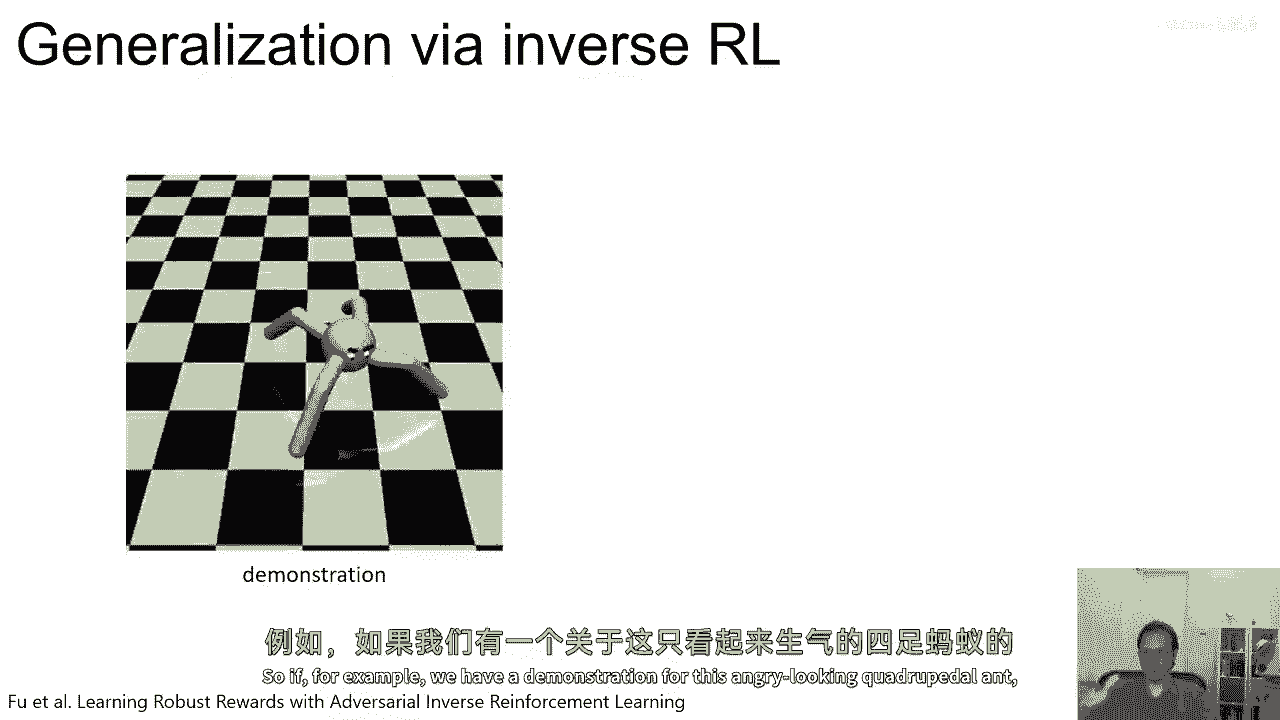 Generalization via inverse RL
demonstration
例如，如果我们有一个关于这只看起来生气的四足蚂蚁的
So if, for example, we have a demonstration for this angry-looking quadrupedal ant,
Fu et al. Learning Robust Rewards with Adversarial Inverse Reinforcement Learning